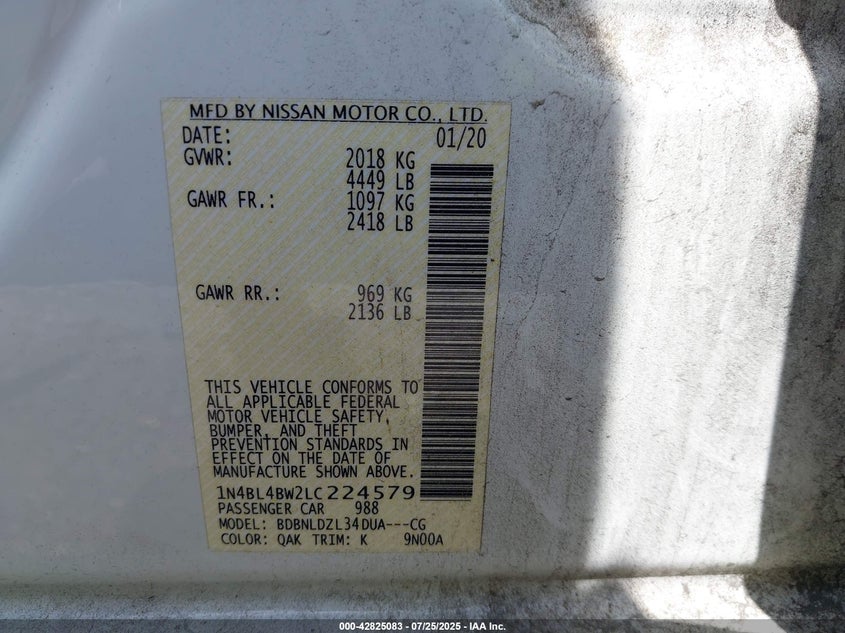 MFD BY NISSAN MOTOR CO., LTD.
DATE: 01/20
GVWR: 2018 KG
4449 LB
GAWR FR.: 1097 KG
2418 LB
GAWR RR.: 969 KG
2136 LB
THIS VEHICLE CONFORMS TO
ALL APPLICABLE FEDERAL
MOTOR VEHICLE SAFETY,
BUMPER, AND THEFT
PREVENTION STANDARDS IN
EFFECT ON THE DATE OF
MANUFACTURE SHOWN ABOVE.
1N4BL4BW2LC224579
PASSENGER CAR 988
MODEL: BDBNLDZL34DUA---CG
COLOR: QAK TRIM: K 9N00A
000-42825083 - 07/25/2025 - IAA Inc.